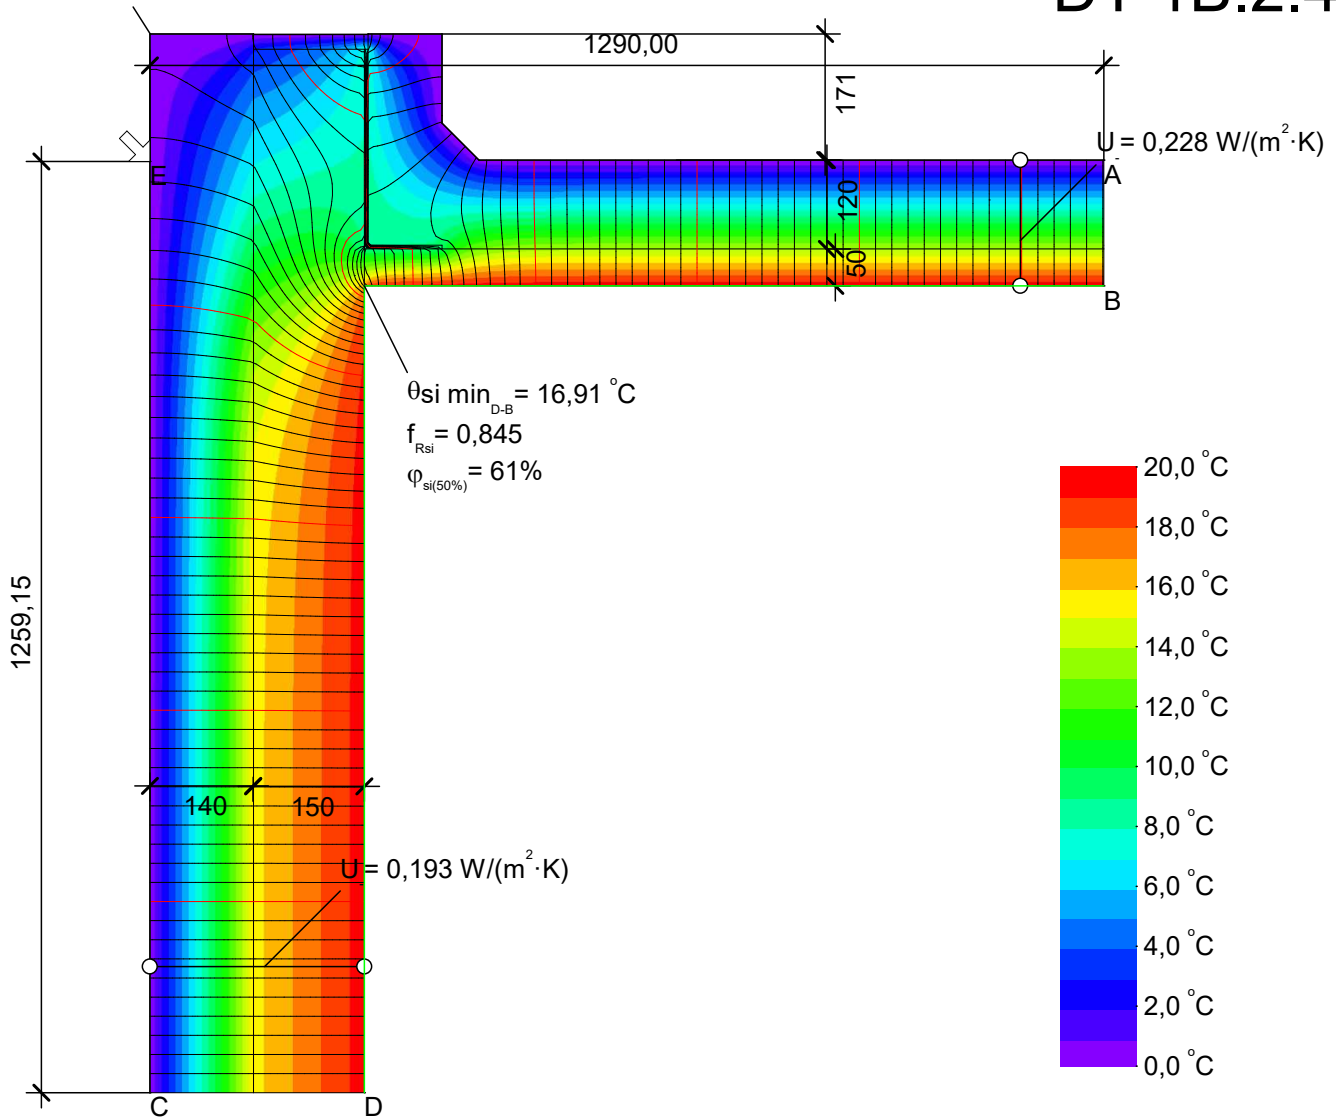 1290,00
171
U = 0,228 W/(m²·K)
E
A
120
50
B
θsi min D-B = 16,91 °C
fRsi = 0,845
φsi(50%) = 61%
20,0 °C
18,0 °C
16,0 °C
14,0 °C
12,0 °C
10,0 °C
8,0 °C
6,0 °C
4,0 °C
2,0 °C
0,0 °C
1259,15
140
150
U = 0,193 W/(m²·K)
C
D